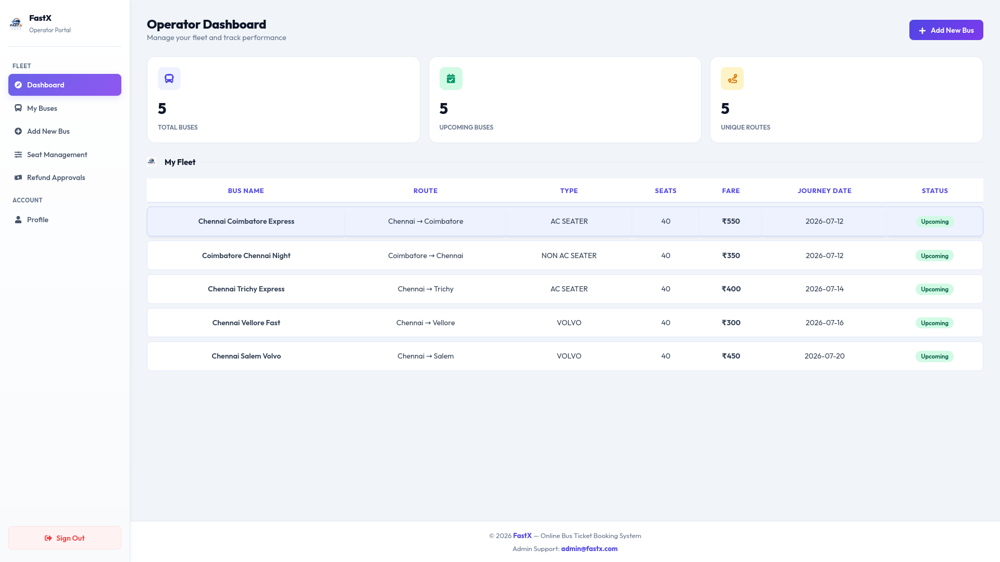 FastX
Operator Portal
FLEET
Dashboard
My Buses
Add New Bus
Seat Management
Refund Approvals
ACCOUNT
Profile
Sign Out
Operator Dashboard
Manage your fleet and track performance
Add New Bus
5
TOTAL BUSES
5
UPCOMING BUSES
5
UNIQUE ROUTES
My Fleet
BUS NAME ROUTE TYPE SEATS FARE JOURNEY DATE STATUS
Chennai Coimbatore Express Chennai → Coimbatore AC SEATER 40 ₹550 2026-07-12 Upcoming
Coimbatore Chennai Night Coimbatore → Chennai NON AC SEATER 40 ₹350 2026-07-12 Upcoming
Chennai Trichy Express Chennai → Trichy AC SEATER 40 ₹400 2026-07-14 Upcoming
Chennai Vellore Fast Chennai → Vellore VOLVO 40 ₹300 2026-07-16 Upcoming
Chennai Salem Volvo Chennai → Salem VOLVO 40 ₹450 2026-07-20 Upcoming
© 2026 FastX — Online Bus Ticket Booking System
Admin Support: admin@fastx.com